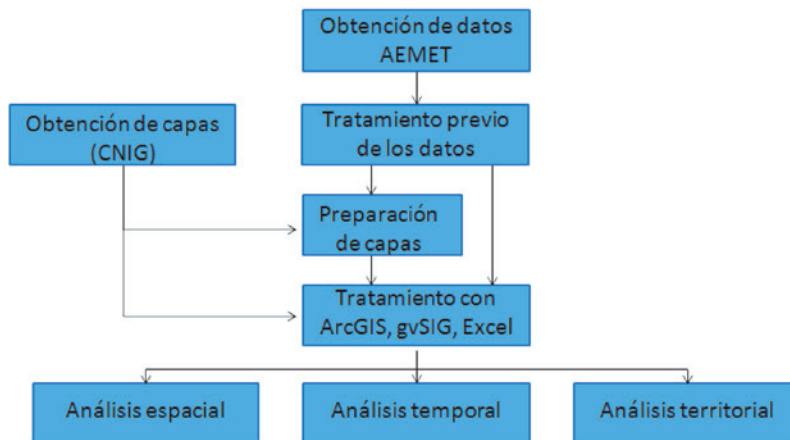 Obtención de datos
AEMET
Obtención de capas
(CNIG)
Tratamiento previo
de los datos
Preparación
de capas
Tratamiento con
ArcGIS, gvSIG, Excel
Análisis espacial
Análisis temporal
Análisis territorial